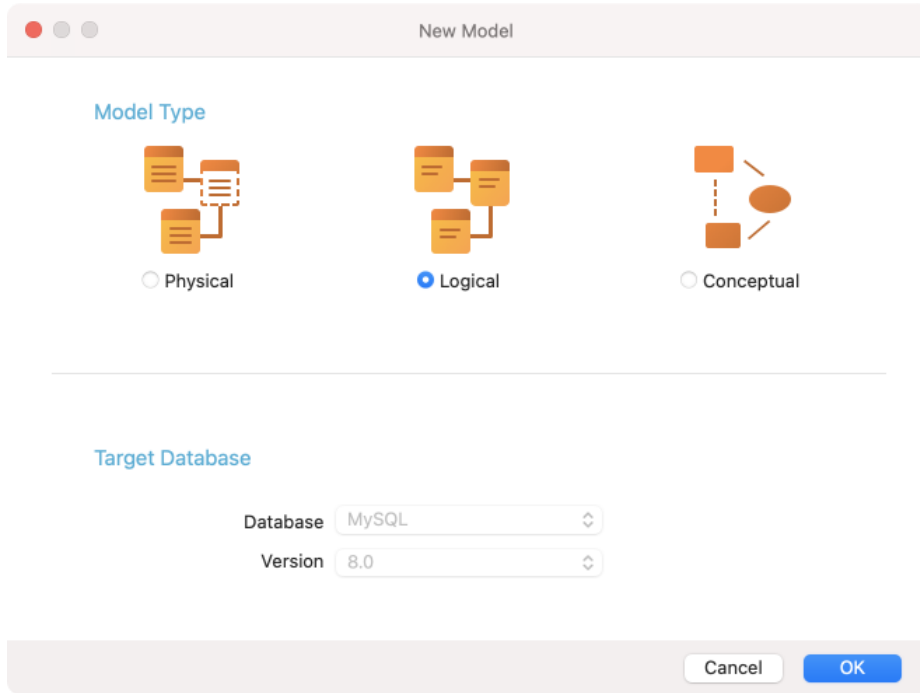 New Model
Model Type
Physical
Logical
Conceptual
Target Database
Database MySQL
Version 8.0
Cancel OK